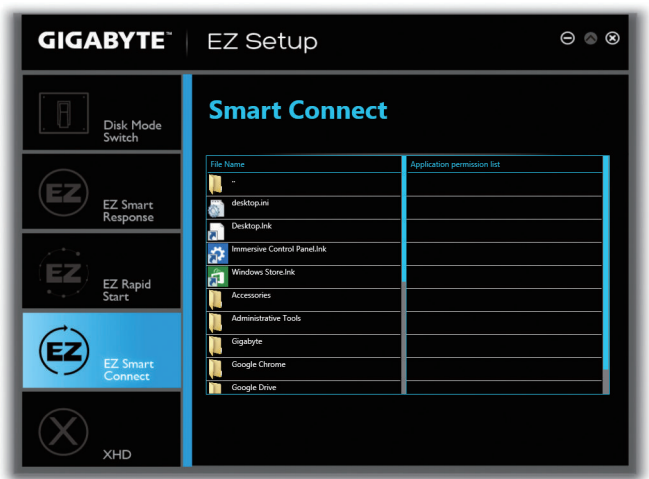 GIGABYTE™ EZ Setup
Disk Mode
Switch
EZ
EZ Smart
Response
EZ
EZ Rapid
Start
EZ
EZ Smart
Connect
X
XHD
Smart Connect
File Name Application permission list
..
desktop.ini
Desktop.lnk
Immersive Control Panel.lnk
Windows Store.lnk
Accessories
Administrative Tools
Gigabyte
Google Chrome
Google Drive